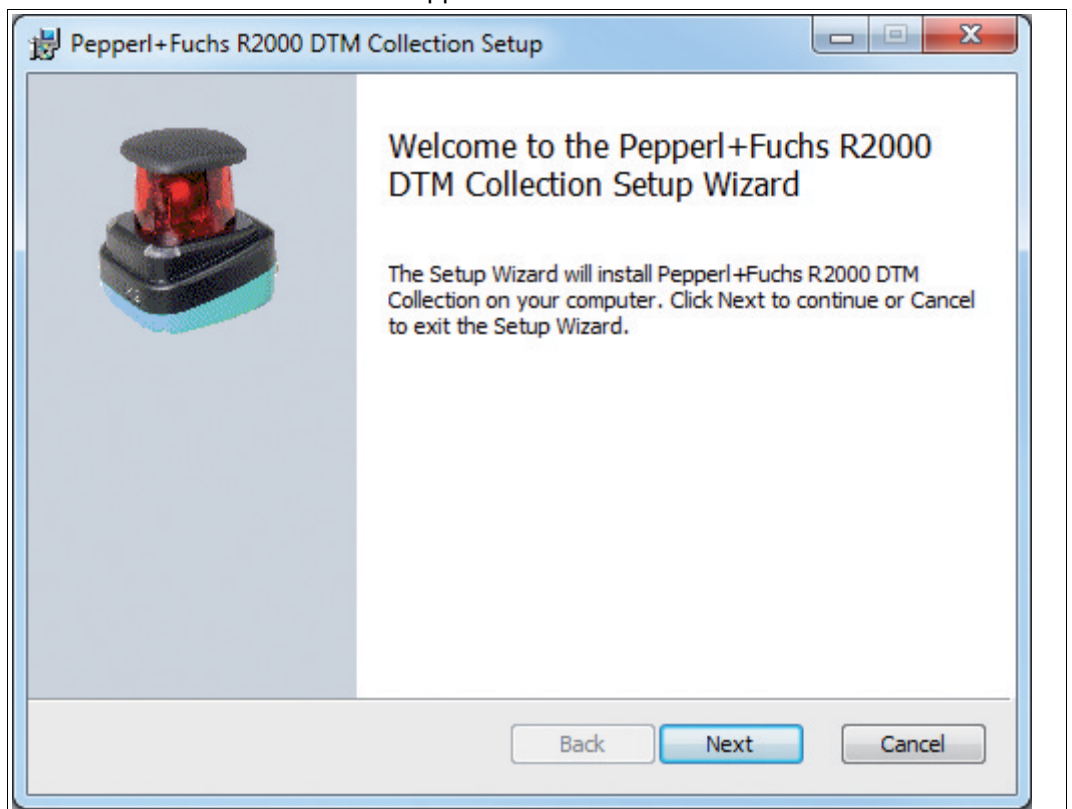 Pepperl+Fuchs R2000 DTM Collection Setup
Welcome to the Pepperl+Fuchs R2000
DTM Collection Setup Wizard
The Setup Wizard will install Pepperl+Fuchs R2000 DTM
Collection on your computer. Click Next to continue or Cancel
to exit the Setup Wizard.
Back Next Cancel